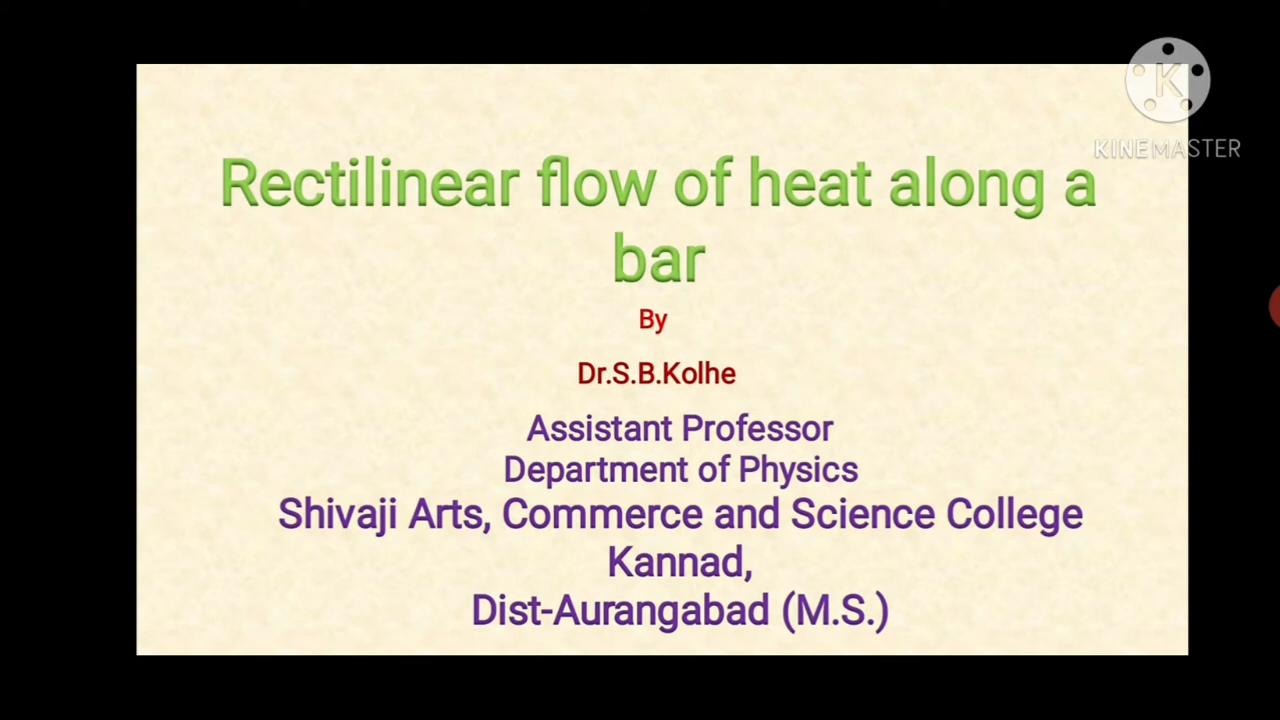 K
KINEMASTER
Rectilinear flow of heat along a
bar
By
Dr.S.B.Kolhe
Assistant Professor
Department of Physics
Shivaji Arts, Commerce and Science College
Kannad,
Dist-Aurangabad (M.S.)